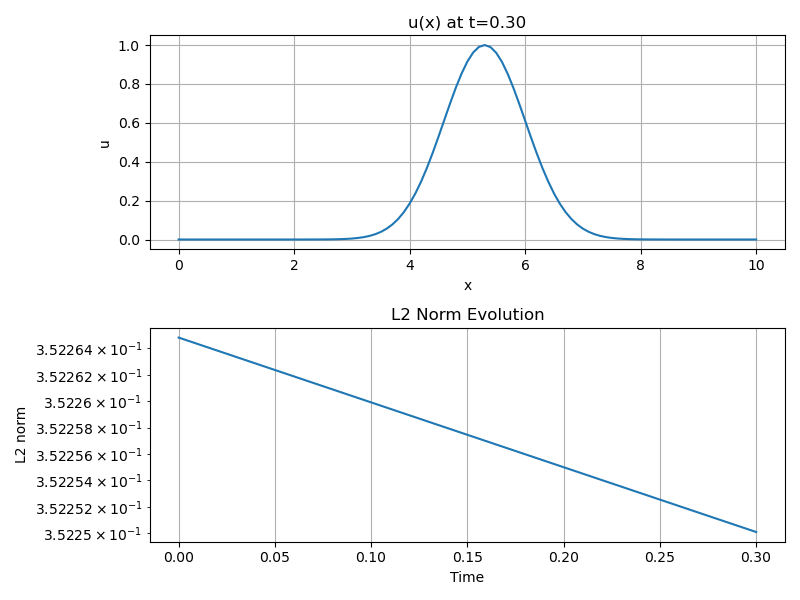 u(x) at t=0.30
1.0
0.8
0.6
0.4
0.2
0.0
u
0 2 4 6 8 10
x
L2 Norm Evolution
3.52264 × 10⁻¹
3.52262 × 10⁻¹
3.5226 × 10⁻¹
3.52258 × 10⁻¹
3.52256 × 10⁻¹
3.52254 × 10⁻¹
3.52252 × 10⁻¹
3.5225 × 10⁻¹
L2 norm
0.00 0.05 0.10 0.15 0.20 0.25 0.30
Time